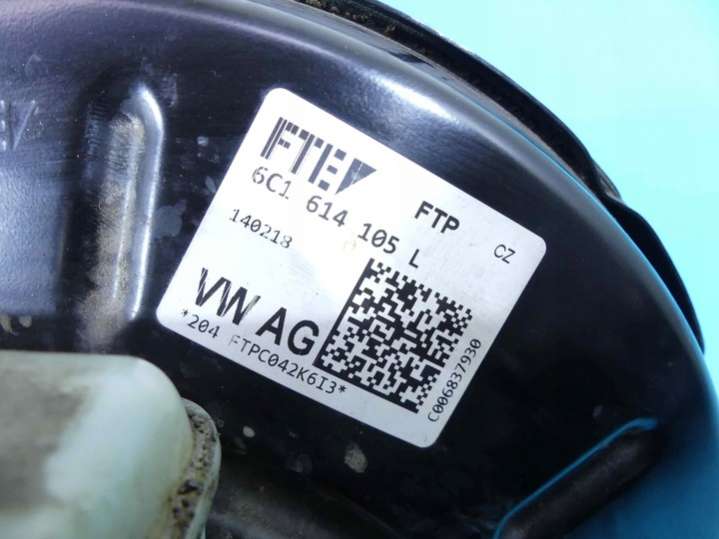 FTE
6C1 614 105 L
FTP
CZ
140218
VW AG
*204 FTPC042K6I3*
C006837930